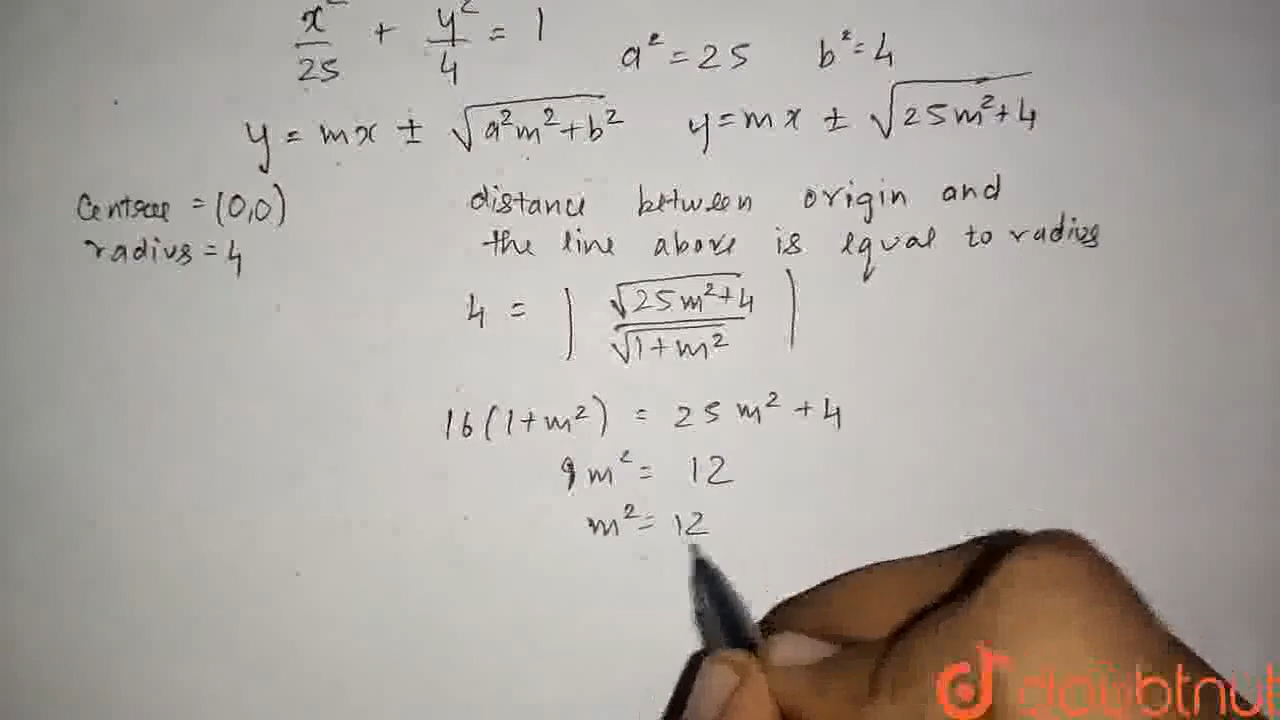 x²/25 + y²/4 = 1 a² = 25 b² = 4
y = mx ± √(a²m² + b²) y = mx ± √(25m² + 4)
Centre = (0,0) distance between origin and
radius = 4 the line above is equal to radius
4 = | √(25m² + 4) / √(1 + m²) |
16(1 + m²) = 25m² + 4
9m² = 12
m² = 12
doubtnut